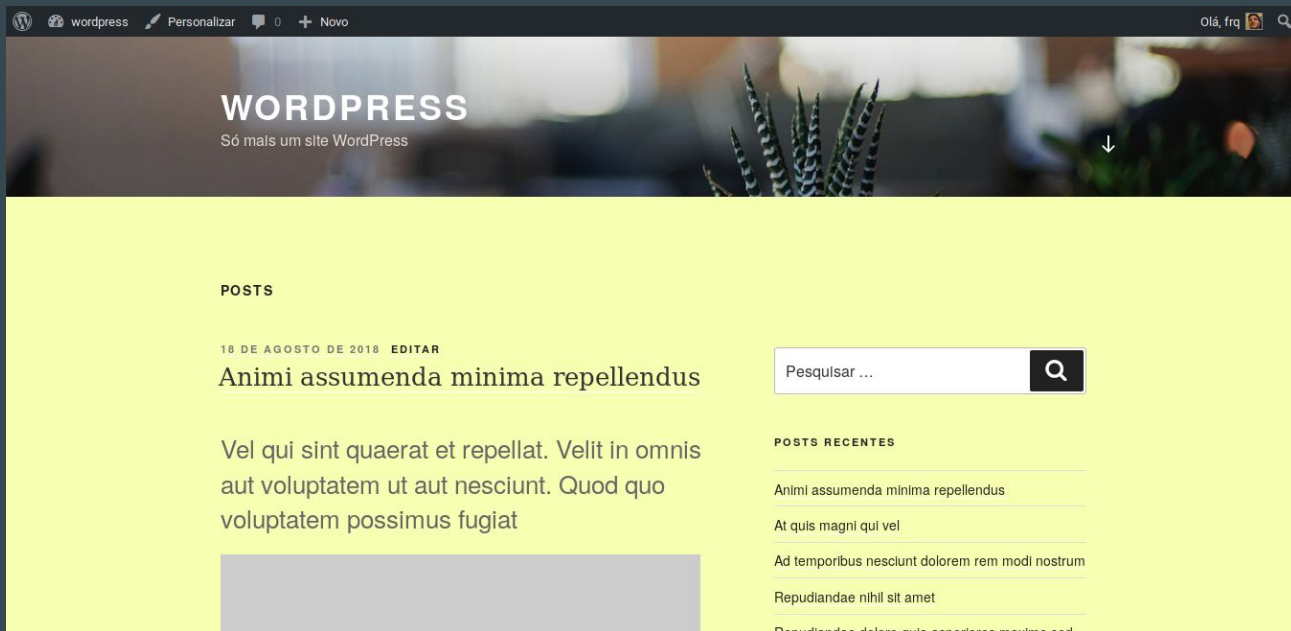 wordpress Personalizar 0 Novo Olá, frq
WORDPRESS
Só mais um site WordPress
POSTS
18 DE AGOSTO DE 2018 EDITAR
Animi assumenda minima repellendus
Vel qui sint quaerat et repellat. Velit in omnis
aut voluptatem ut aut nesciunt. Quod quo
voluptatem possimus fugiat
Pesquisar …
POSTS RECENTES
Animi assumenda minima repellendus
At quis magni qui vel
Ad temporibus nesciunt dolorem rem modi nostrum
Repudiandae nihil sit amet